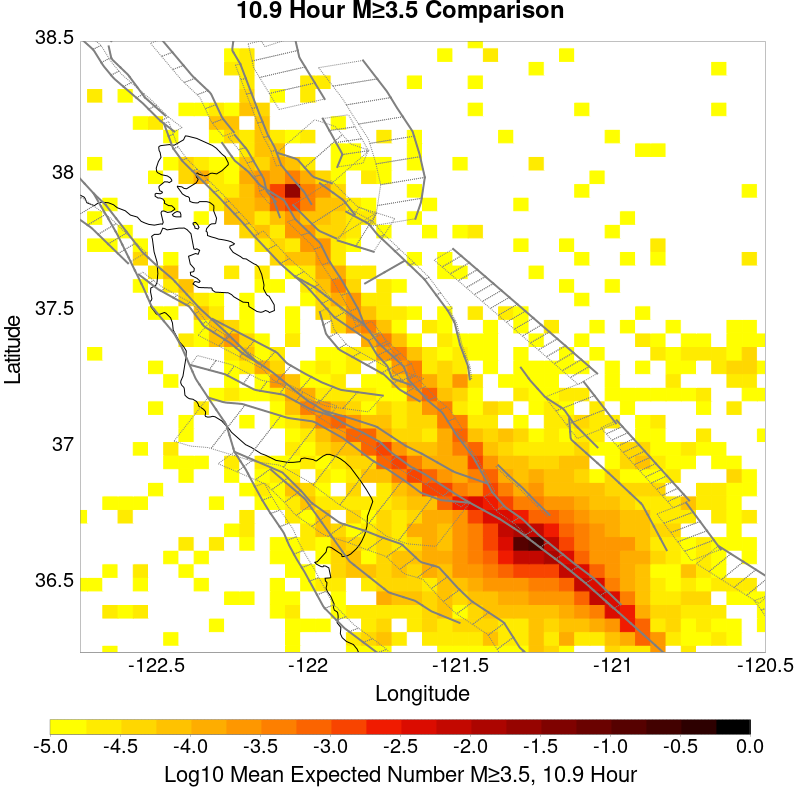 10.9 Hour M≥3.5 Comparison
38.5
38
37.5
37
36.5
Latitude
-122.5 -122 -121.5 -121 -120.5
Longitude
-5.0 -4.5 -4.0 -3.5 -3.0 -2.5 -2.0 -1.5 -1.0 -0.5 0.0
Log10 Mean Expected Number M≥3.5, 10.9 Hour